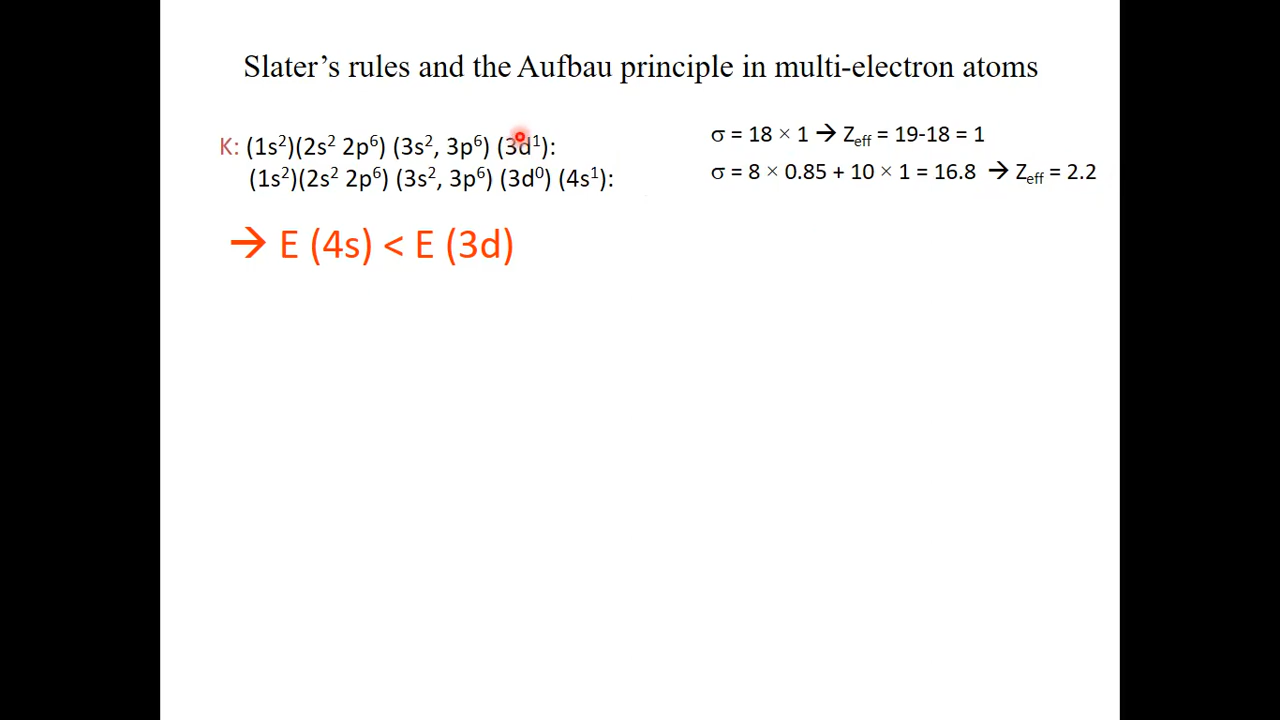 Slater’s rules and the Aufbau principle in multi-electron atoms
K: (1s²)(2s² 2p⁶) (3s², 3p⁶) (3d¹): σ = 18 × 1 → Zeff = 19-18 = 1
(1s²)(2s² 2p⁶) (3s², 3p⁶) (3d⁰) (4s¹): σ = 8 × 0.85 + 10 × 1 = 16.8 → Zeff = 2.2
→ E (4s) < E (3d)